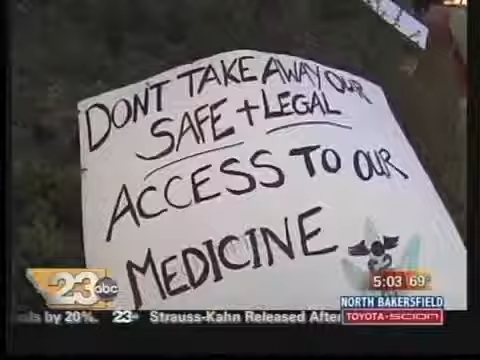 DON'T TAKE AWAY OUR
SAFE + LEGAL
ACCESS TO OUR
MEDICINE
23 abc
5:03 69
NORTH BAKERSFIELD
TOYOTA-SCION
by 20%. 23 Strauss-Kahn Released After